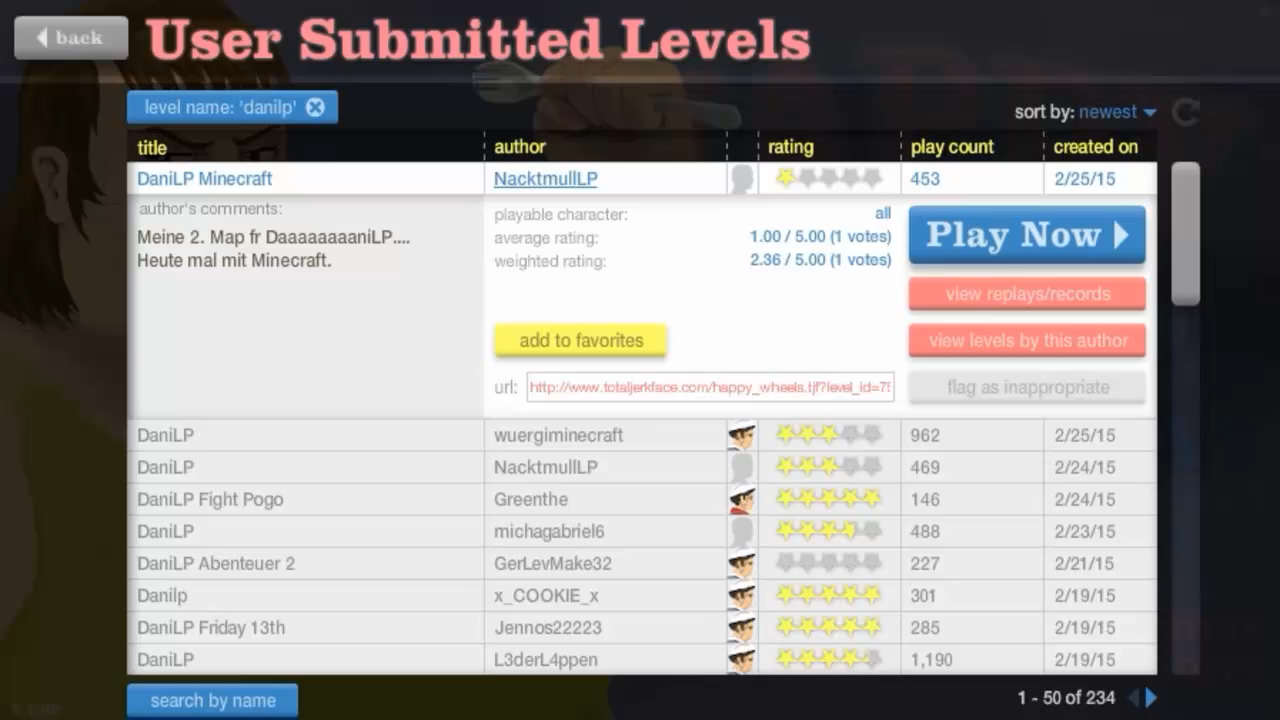 back
User Submitted Levels
level name: 'danilp'
sort by: newest
title author rating play count created on
DaniLP Minecraft NacktmullLP 453 2/25/15
author's comments:
Meine 2. Map fr DaaaaaaaaniLP....
Heute mal mit Minecraft.
playable character: all
average rating: 1.00 / 5.00 (1 votes)
weighted rating: 2.36 / 5.00 (1 votes)
add to favorites
url: http://www.totaljerkface.com/happy_wheels.tjf?level_id=7
Play Now
view replays/records
view levels by this author
flag as inappropriate
DaniLP wuergiminecraft 962 2/25/15
DaniLP NacktmullLP 469 2/24/15
DaniLP Fight Pogo Greenthe 146 2/24/15
DaniLP michagabriel6 488 2/23/15
DaniLP Abenteuer 2 GerLevMake32 227 2/21/15
Danilp x_COOKIE_x 301 2/19/15
DaniLP Friday 13th Jennos22223 285 2/19/15
DaniLP L3derL4ppen 1,190 2/19/15
search by name
1 - 50 of 234